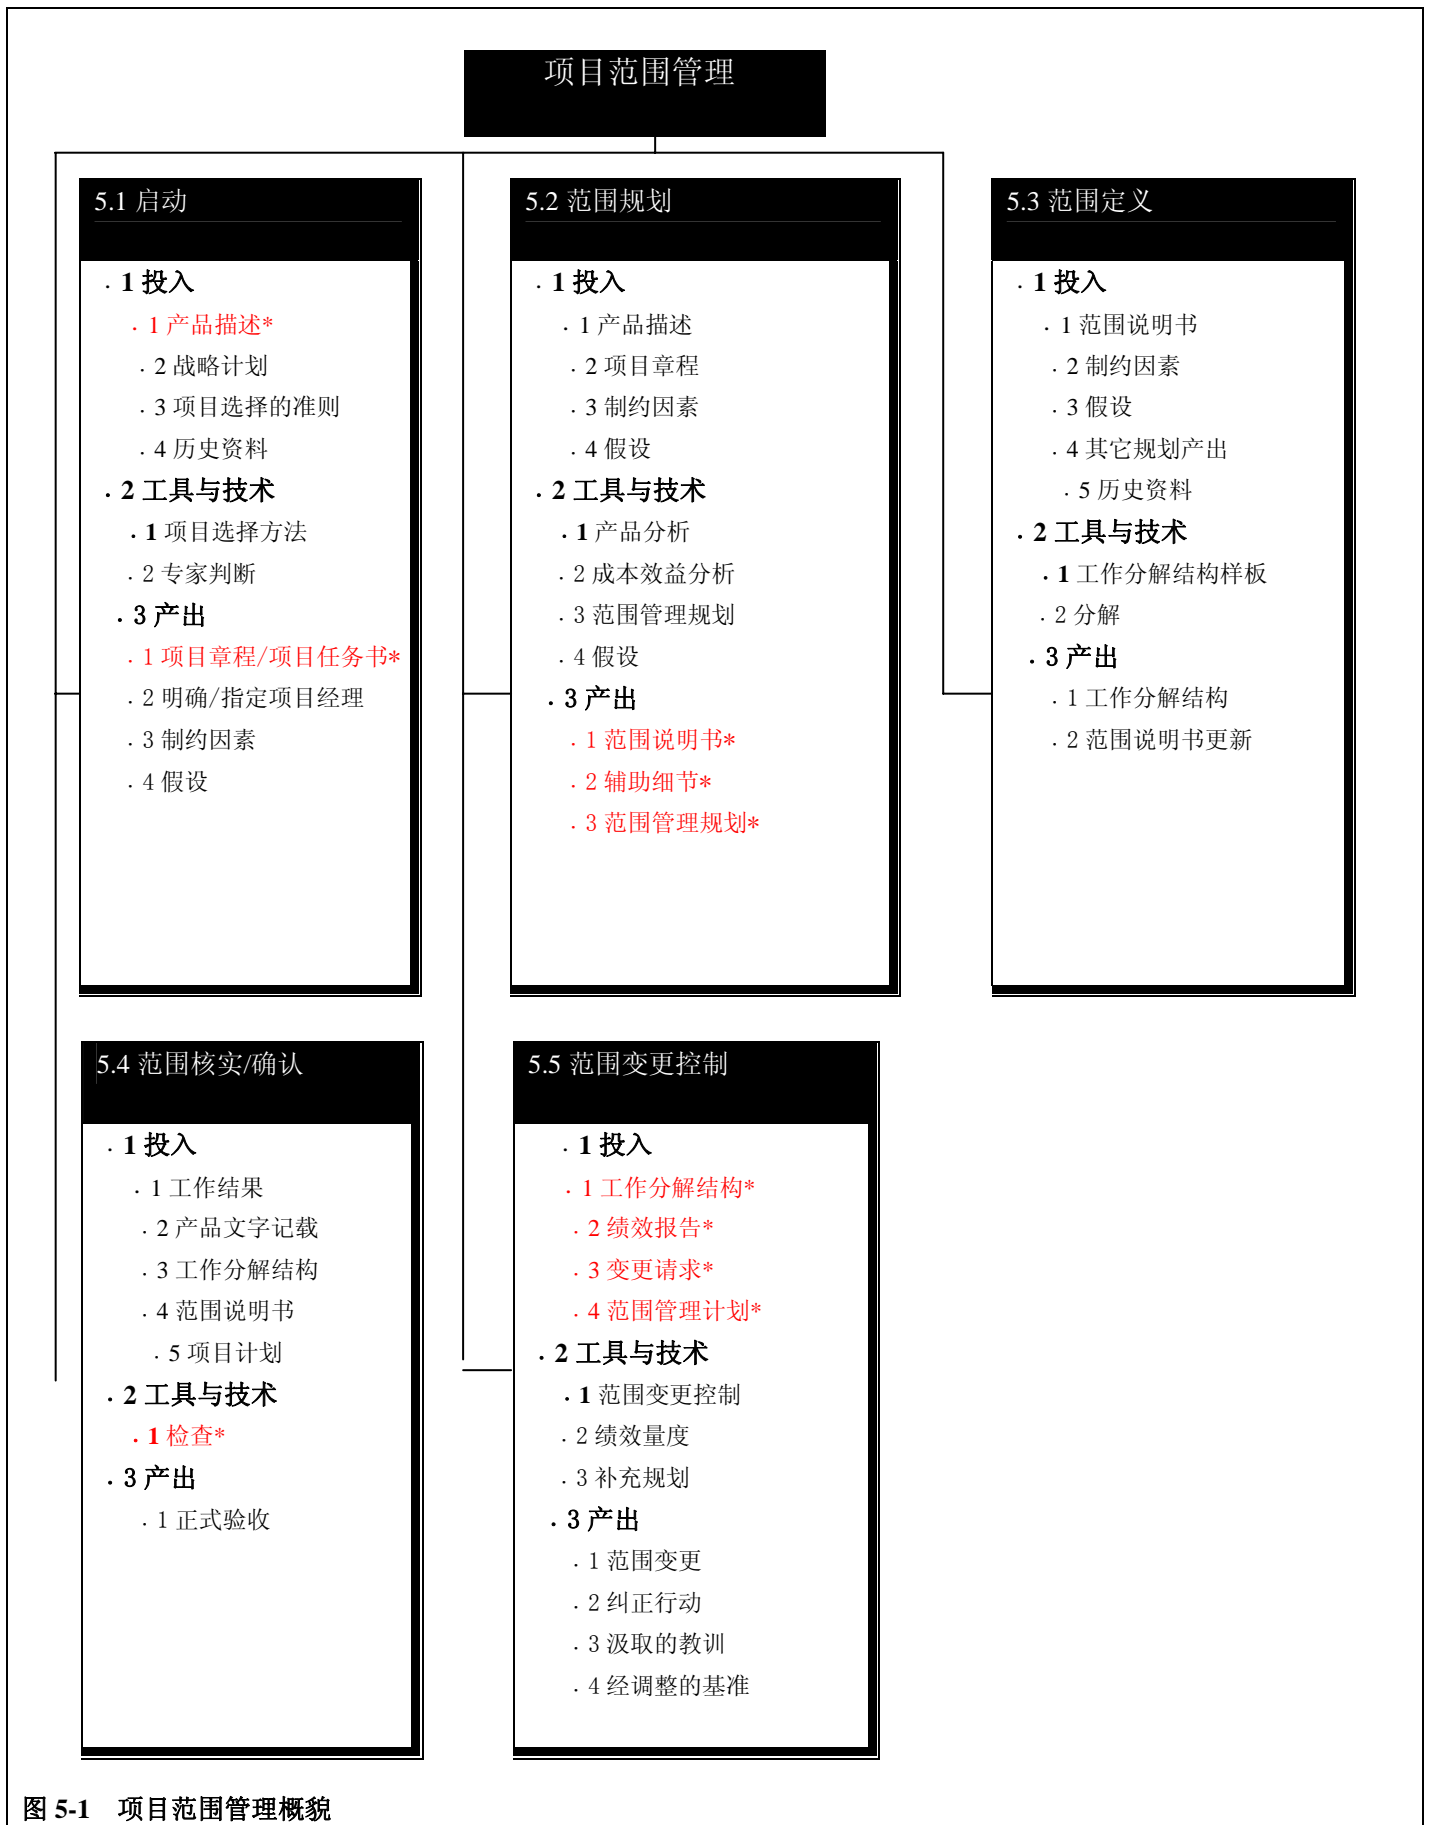 项目范围管理
5.1 启动
. 1 投入
. 1 产品描述*
. 2 战略计划
. 3 项目选择的准则
. 4 历史资料
. 2 工具与技术
. 1 项目选择方法
. 2 专家判断
. 3 产出
. 1 项目章程/项目任务书*
. 2 明确/指定项目经理
. 3 制约因素
. 4 假设
5.2 范围规划
. 1 投入
. 1 产品描述
. 2 项目章程
. 3 制约因素
. 4 假设
. 2 工具与技术
. 1 产品分析
. 2 成本效益分析
. 3 范围管理规划
. 4 假设
. 3 产出
. 1 范围说明书*
. 2 辅助细节*
. 3 范围管理规划*
5.3 范围定义
. 1 投入
. 1 范围说明书
. 2 制约因素
. 3 假设
. 4 其它规划产出
. 5 历史资料
. 2 工具与技术
. 1 工作分解结构样板
. 2 分解
. 3 产出
. 1 工作分解结构
. 2 范围说明书更新
5.4 范围核实/确认
. 1 投入
. 1 工作结果
. 2 产品文字记载
. 3 工作分解结构
. 4 范围说明书
. 5 项目计划
. 2 工具与技术
. 1 检查*
. 3 产出
. 1 正式验收
5.5 范围变更控制
. 1 投入
. 1 工作分解结构*
. 2 绩效报告*
. 3 变更请求*
. 4 范围管理计划*
. 2 工具与技术
. 1 范围变更控制
. 2 绩效量度
. 3 补充规划
. 3 产出
. 1 范围变更
. 2 纠正行动
. 3 汲取的教训
. 4 经调整的基准
图 5-1 项目范围管理概貌